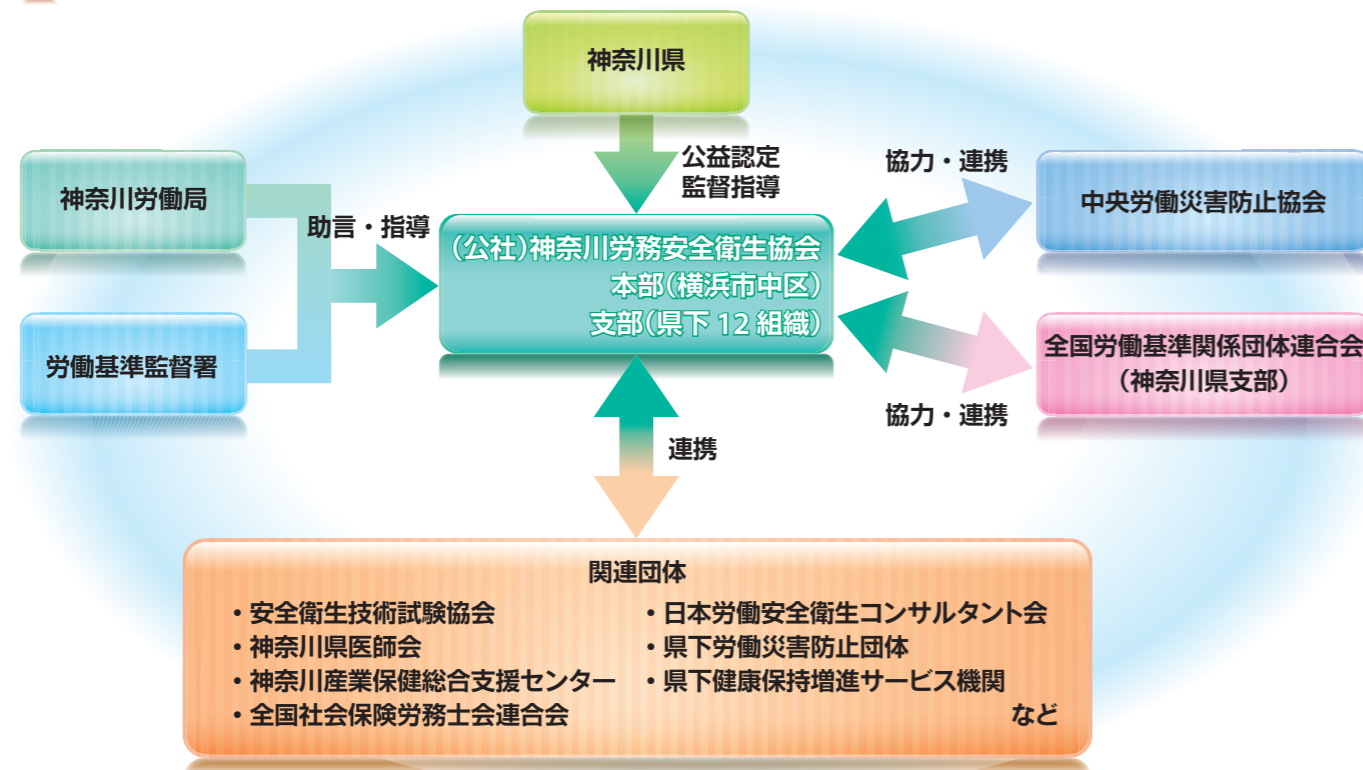 神奈川県
公益認定
監督指導
神奈川労働局
助言・指導
労働基準監督署
(公社)神奈川労務安全衛生協会
本部(横浜市中区)
支部(県下 12 組織)
協力・連携
中央労働災害防止協会
全国労働基準関係団体連合会
(神奈川県支部)
協力・連携
連携
関連団体
・安全衛生技術試験協会
・神奈川県医師会
・神奈川産業保健総合支援センター
・全国社会保険労務士会連合会
・日本労働安全衛生コンサルタント会
・県下労働災害防止団体
・県下健康保持増進サービス機関
など